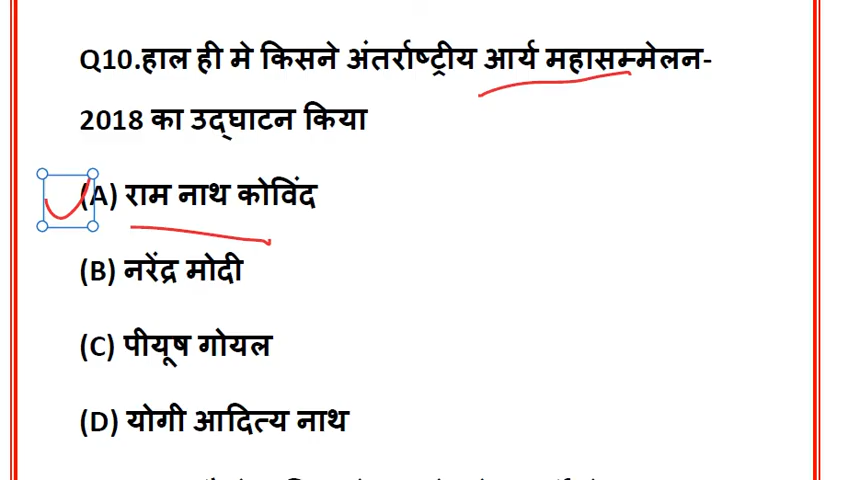 Q10.हाल ही मे किसने अंतर्राष्ट्रीय आर्य महासम्मेलन-
2018 का उद्घाटन किया
(A) राम नाथ कोविंद
(B) नरेंद्र मोदी
(C) पीयूष गोयल
(D) योगी आदित्य नाथ